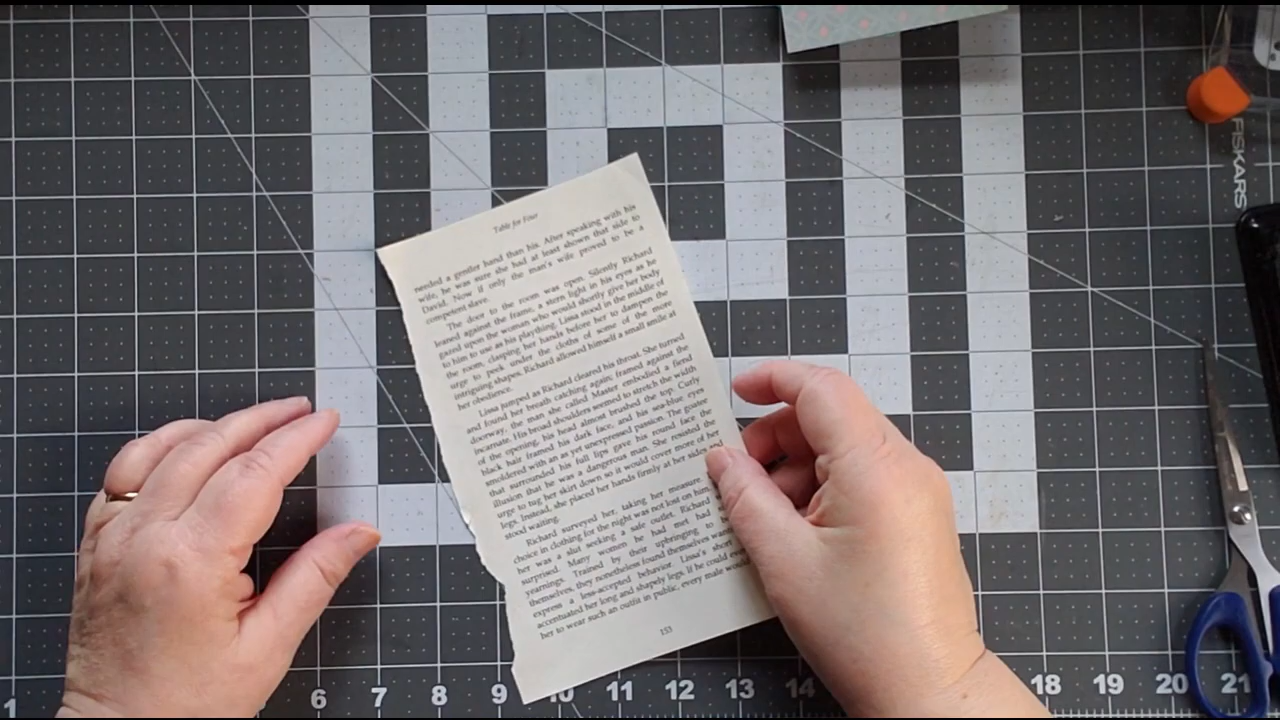 Table for Four
needed a gentler hand than his. After speaking with his
wife, he was sure she had at least shown that side to
David. Now if only the man's wife proved to be a
competent slave.
The door to the room was open. Silently Richard
leaned against the frame, a stern light in his eyes as he
gazed upon the woman who would shortly give her body
to him to use as his plaything. Lissa stood in the middle of
the room, clasping her hands before her to dampen the
urge to peek under the cloths of some of the more
intriguing shapes. Richard allowed himself a small smile at
her obedience.
Lissa jumped as Richard cleared his throat. She turned
and found her breath catching again; framed against the
doorway, the man she called Master embodied a fiend
incarnate. His broad shoulders seemed to stretch the width
of the opening, his head almost brushed the top. Curly
black hair framed his dark face, and his sea-blue eyes
smoldered with an as yet unexpressed passion. The goatee
that surrounded his full lips gave his round face the
illusion that he was a dangerous man. She resisted the
urge to tug her skirt down so it would cover more of her
legs. Instead, she placed her hands firmly at her sides and
stood waiting.
Richard surveyed her, taking her measure.
choice in clothing for the night was not lost on him
her was a slut seeking a safe outlet. Richard
surprised. Many women he had met had
yearnings. Trained by their upbringing to
themselves, they nonetheless found themselves
express a less-accepted behavior. Lissa's short
accentuated her long and shapely legs. If he could
her to wear such an outfit in public, every male would
153
FISKARS
1 6 7 8 9 10 11 12 13 14 18 19 20 21